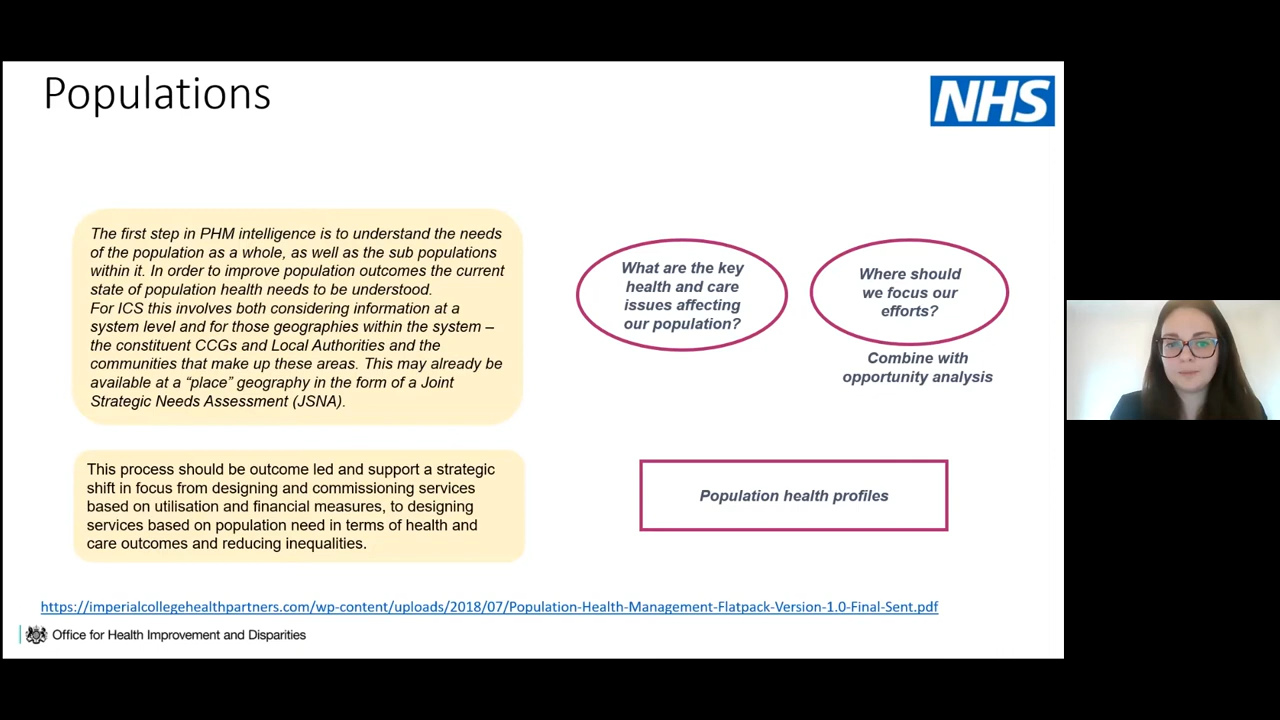 Populations
NHS
The first step in PHM intelligence is to understand the needs
of the population as a whole, as well as the sub populations
within it. In order to improve population outcomes the current
state of population health needs to be understood.
For ICS this involves both considering information at a
system level and for those geographies within the system –
the constituent CCGs and Local Authorities and the
communities that make up these areas. This may already be
available at a “place” geography in the form of a Joint
Strategic Needs Assessment (JSNA).
What are the key
health and care
issues affecting
our population?
Where should
we focus our
efforts?
Combine with
opportunity analysis
This process should be outcome led and support a strategic
shift in focus from designing and commissioning services
based on utilisation and financial measures, to designing
services based on population need in terms of health and
care outcomes and reducing inequalities.
Population health profiles
https://imperialcollegehealthpartners.com/wp-content/uploads/2018/07/Population-Health-Management-Flatpack-Version-1.0-Final-Sent.pdf
Office for Health Improvement and Disparities